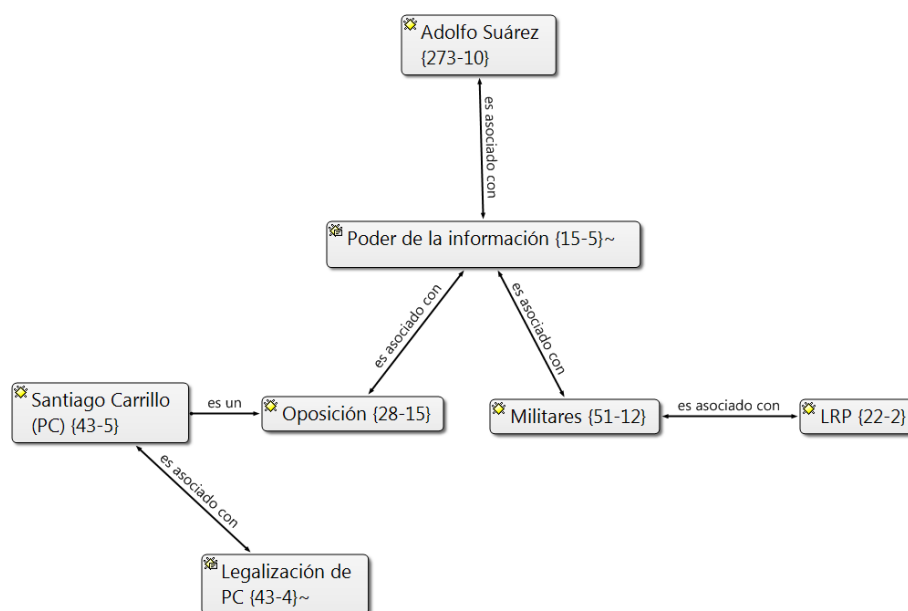 Adolfo Suárez
{273-10}
es asociado con
Poder de la información {15-5}~
es asociado con
es asociado con
Santiago Carrillo
(PC) {43-5}
es un
Oposición {28-15}
Militares {51-12}
es asociado con
LRP {22-2}
es asociado con
Legalización de
PC {43-4}~